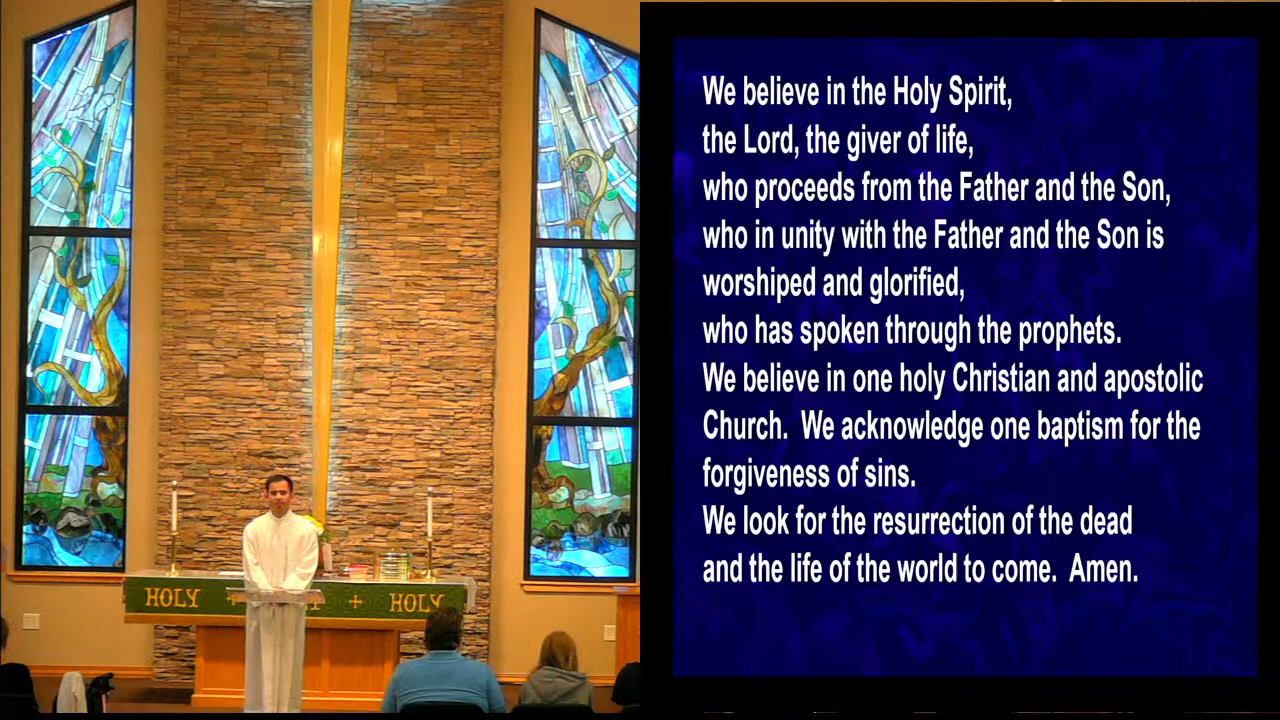 We believe in the Holy Spirit,
the Lord, the giver of life,
who proceeds from the Father and the Son,
who in unity with the Father and the Son is
worshiped and glorified,
who has spoken through the prophets.
We believe in one holy Christian and apostolic
Church.  We acknowledge one baptism for the
forgiveness of sins.
We look for the resurrection of the dead
and the life of the world to come.  Amen.
HOLY + + HOLY